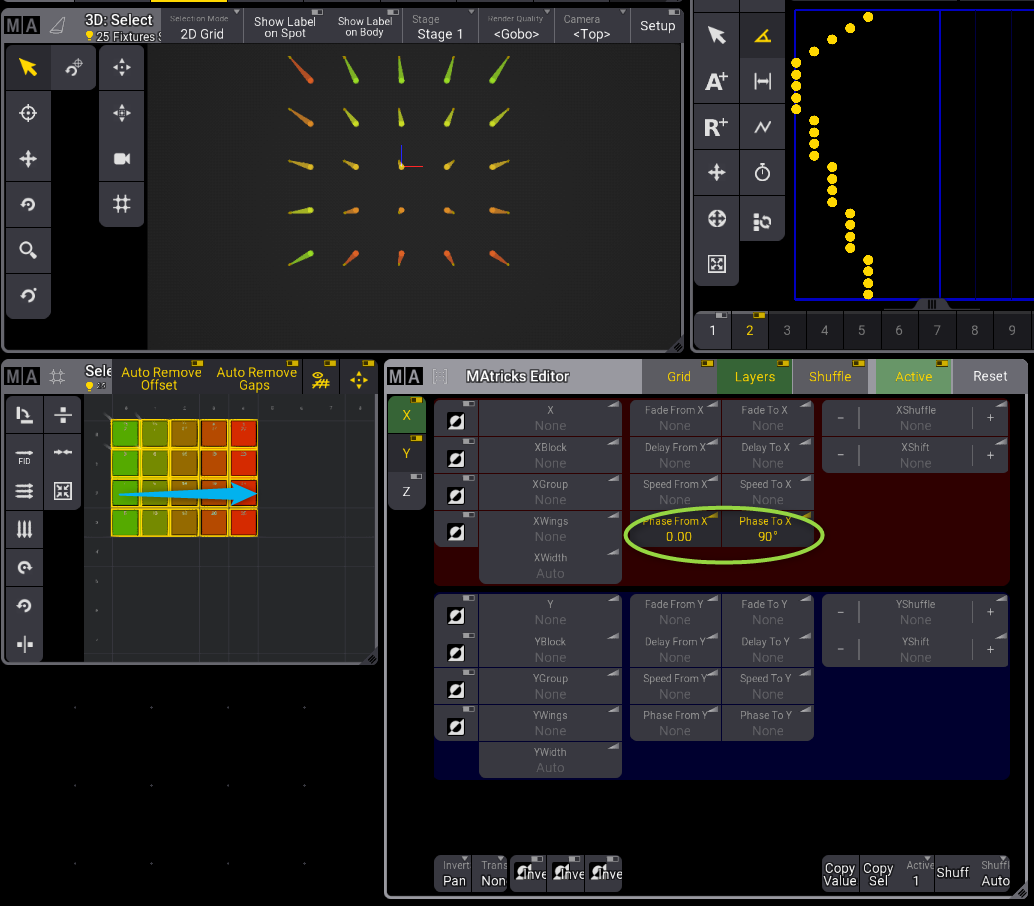 MA
3D: Select
25 Fixtures S
Selection Mode
2D Grid
Show Label
on Spot
Show Label
on Body
Stage
Stage 1
Render Quality
<Gobo>
Camera
<Top>
Setup
A+
R+
1 2 3 4 5 6 7 8 9
MA
Sele
Auto Remove
Offset
Auto Remove
Gaps
FID
MA
MAtricks Editor
Grid
Layers
Shuffle
Active
Reset
X
Y
Z
X
None
Fade From X
None
Fade To X
None
-
XShuffle
None
+
XBlock
None
Delay From X
None
Delay To X
None
-
XShift
None
+
XGroup
None
Speed From X
None
Speed To X
None
XWings
None
Phase From X
0.00
Phase To X
90°
XWidth
Auto
Y
None
Fade From Y
None
Fade To Y
None
-
YShuffle
None
+
YBlock
None
Delay From Y
None
Delay To Y
None
-
YShift
None
+
YGroup
None
Speed From Y
None
Speed To Y
None
YWings
None
Phase From Y
None
Phase To Y
None
YWidth
Auto
Invert
Pan
Trans
Non
Inve
Inve
Inve
Copy
Value
Copy
Sel
Active
1
Shuff
Shuff
Auto